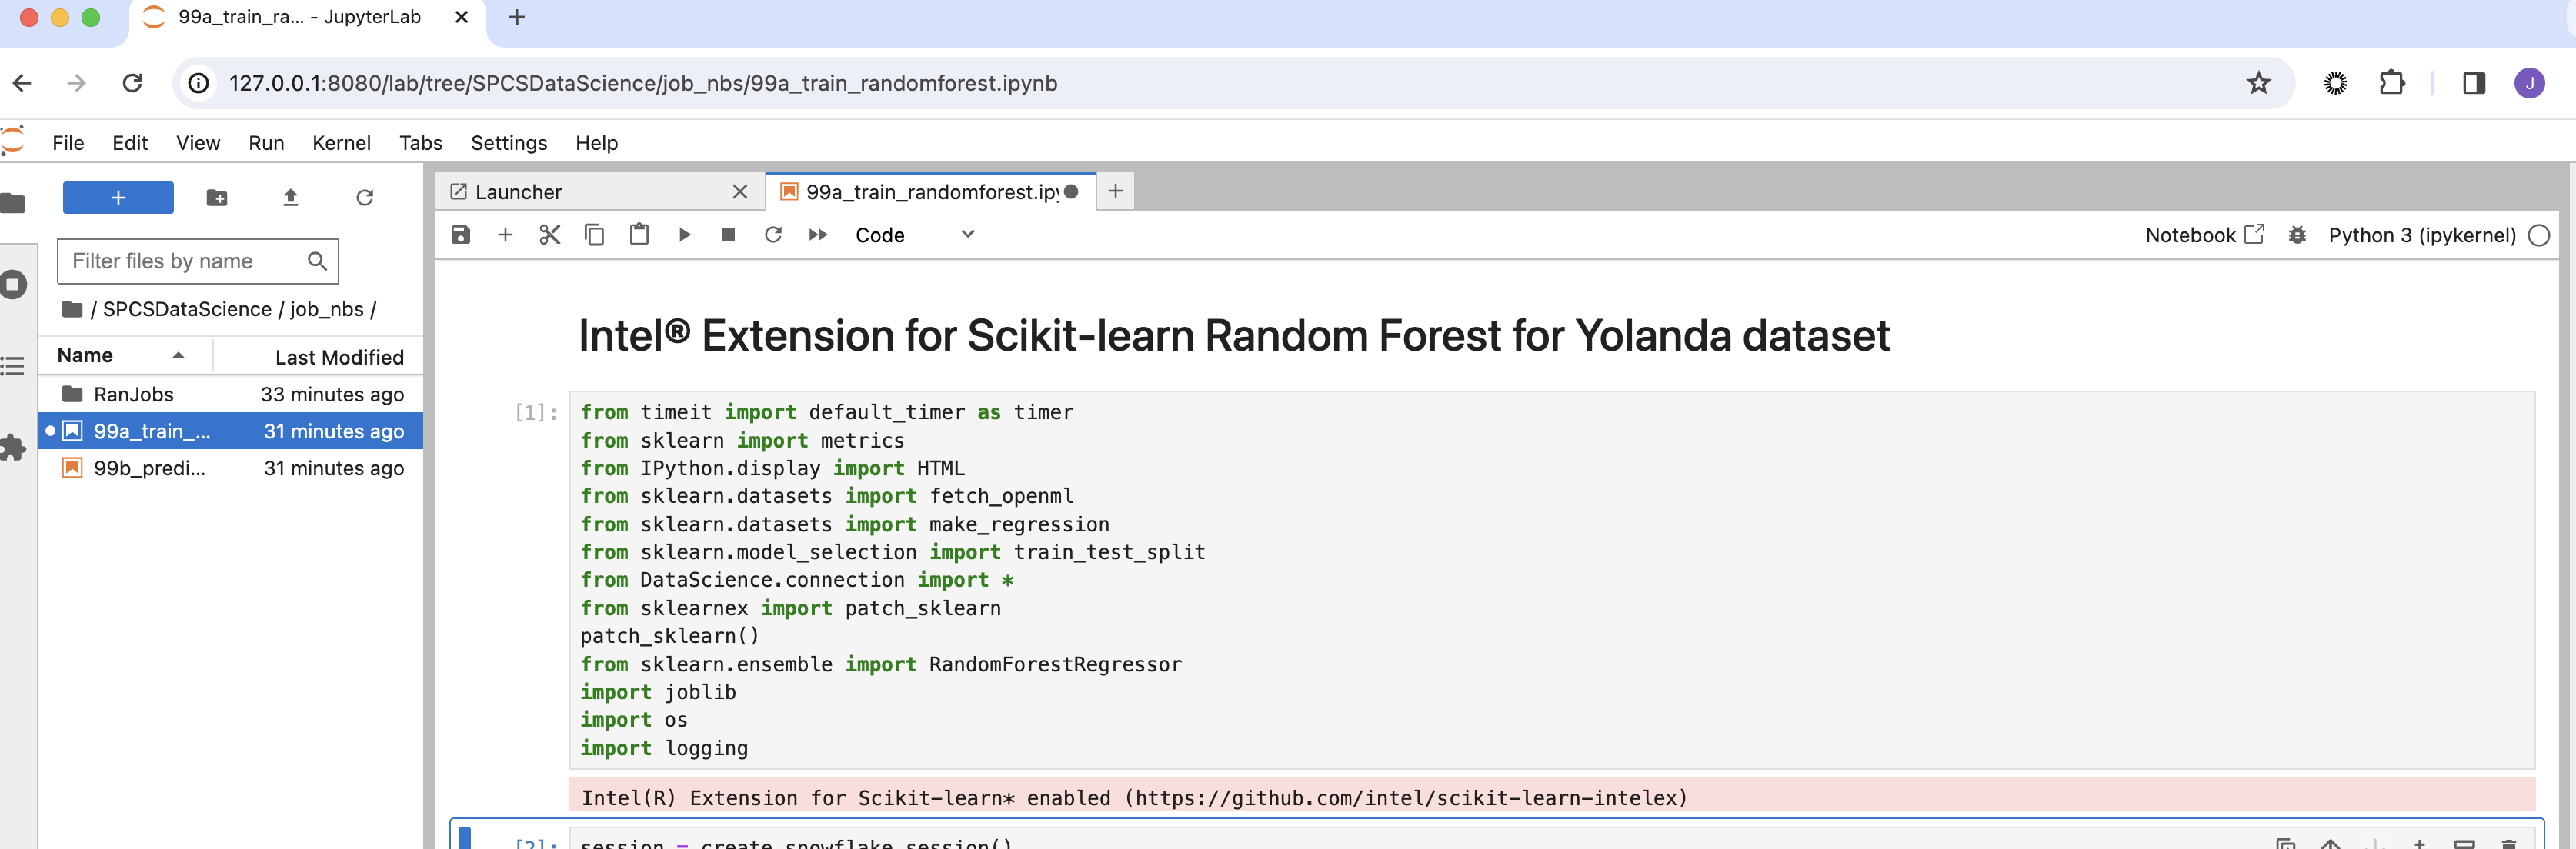 99a_train_ra... - JupyterLab
127.0.0.1:8080/lab/tree/SPCSDataScience/job_nbs/99a_train_randomforest.ipynb
J
File Edit View Run Kernel Tabs Settings Help
Filter files by name
/ SPCSDataScience / job_nbs /
Name Last Modified
RanJobs 33 minutes ago
99a_train_... 31 minutes ago
99b_predi... 31 minutes ago
Launcher
99a_train_randomforest.ipy
Code
Notebook
Python 3 (ipykernel)
Intel® Extension for Scikit-learn Random Forest for Yolanda dataset
[1]:
from timeit import default_timer as timer
from sklearn import metrics
from IPython.display import HTML
from sklearn.datasets import fetch_openml
from sklearn.datasets import make_regression
from sklearn.model_selection import train_test_split
from DataScience.connection import *
from sklearnex import patch_sklearn
patch_sklearn()
from sklearn.ensemble import RandomForestRegressor
import joblib
import os
import logging
Intel(R) Extension for Scikit-learn* enabled (https://github.com/intel/scikit-learn-intelex)
[2]:
session = create_snowflake_session()